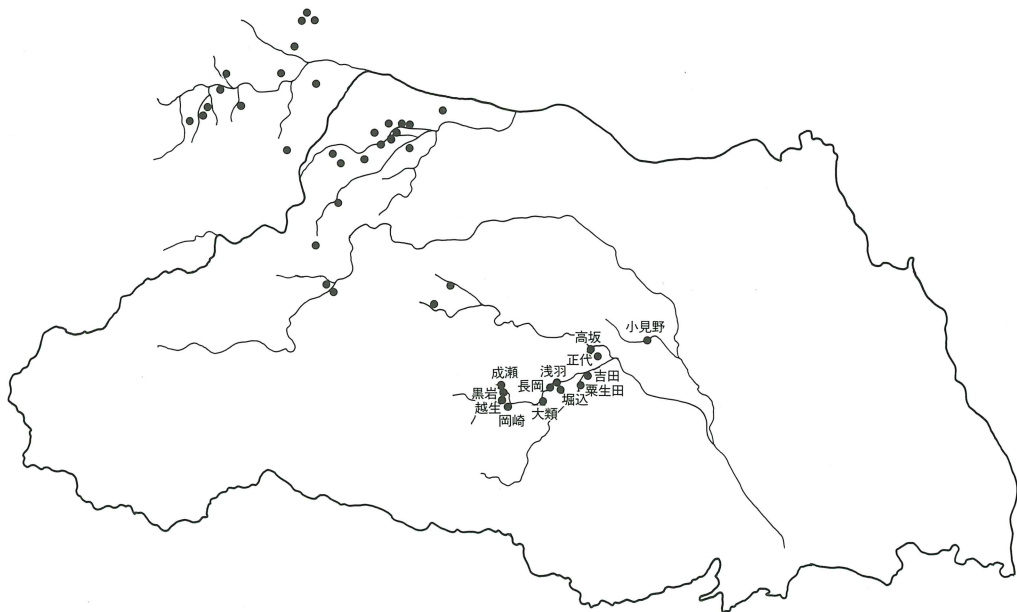 小見野
高坂
正代
浅羽
吉田
成瀬
長岡
粟生田
黒岩
堀込
越生
大類
岡崎